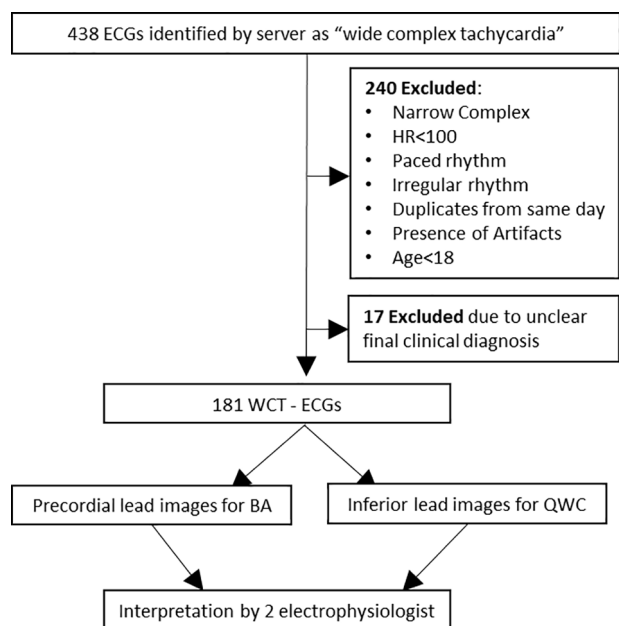 438 ECGs identified by server as “wide complex tachycardia”
240 Excluded:
• Narrow Complex
• HR<100
• Paced rhythm
• Irregular rhythm
• Duplicates from same day
• Presence of Artifacts
• Age<18
17 Excluded due to unclear
final clinical diagnosis
181 WCT - ECGs
Precordial lead images for BA
Inferior lead images for QWC
Interpretation by 2 electrophysiologist